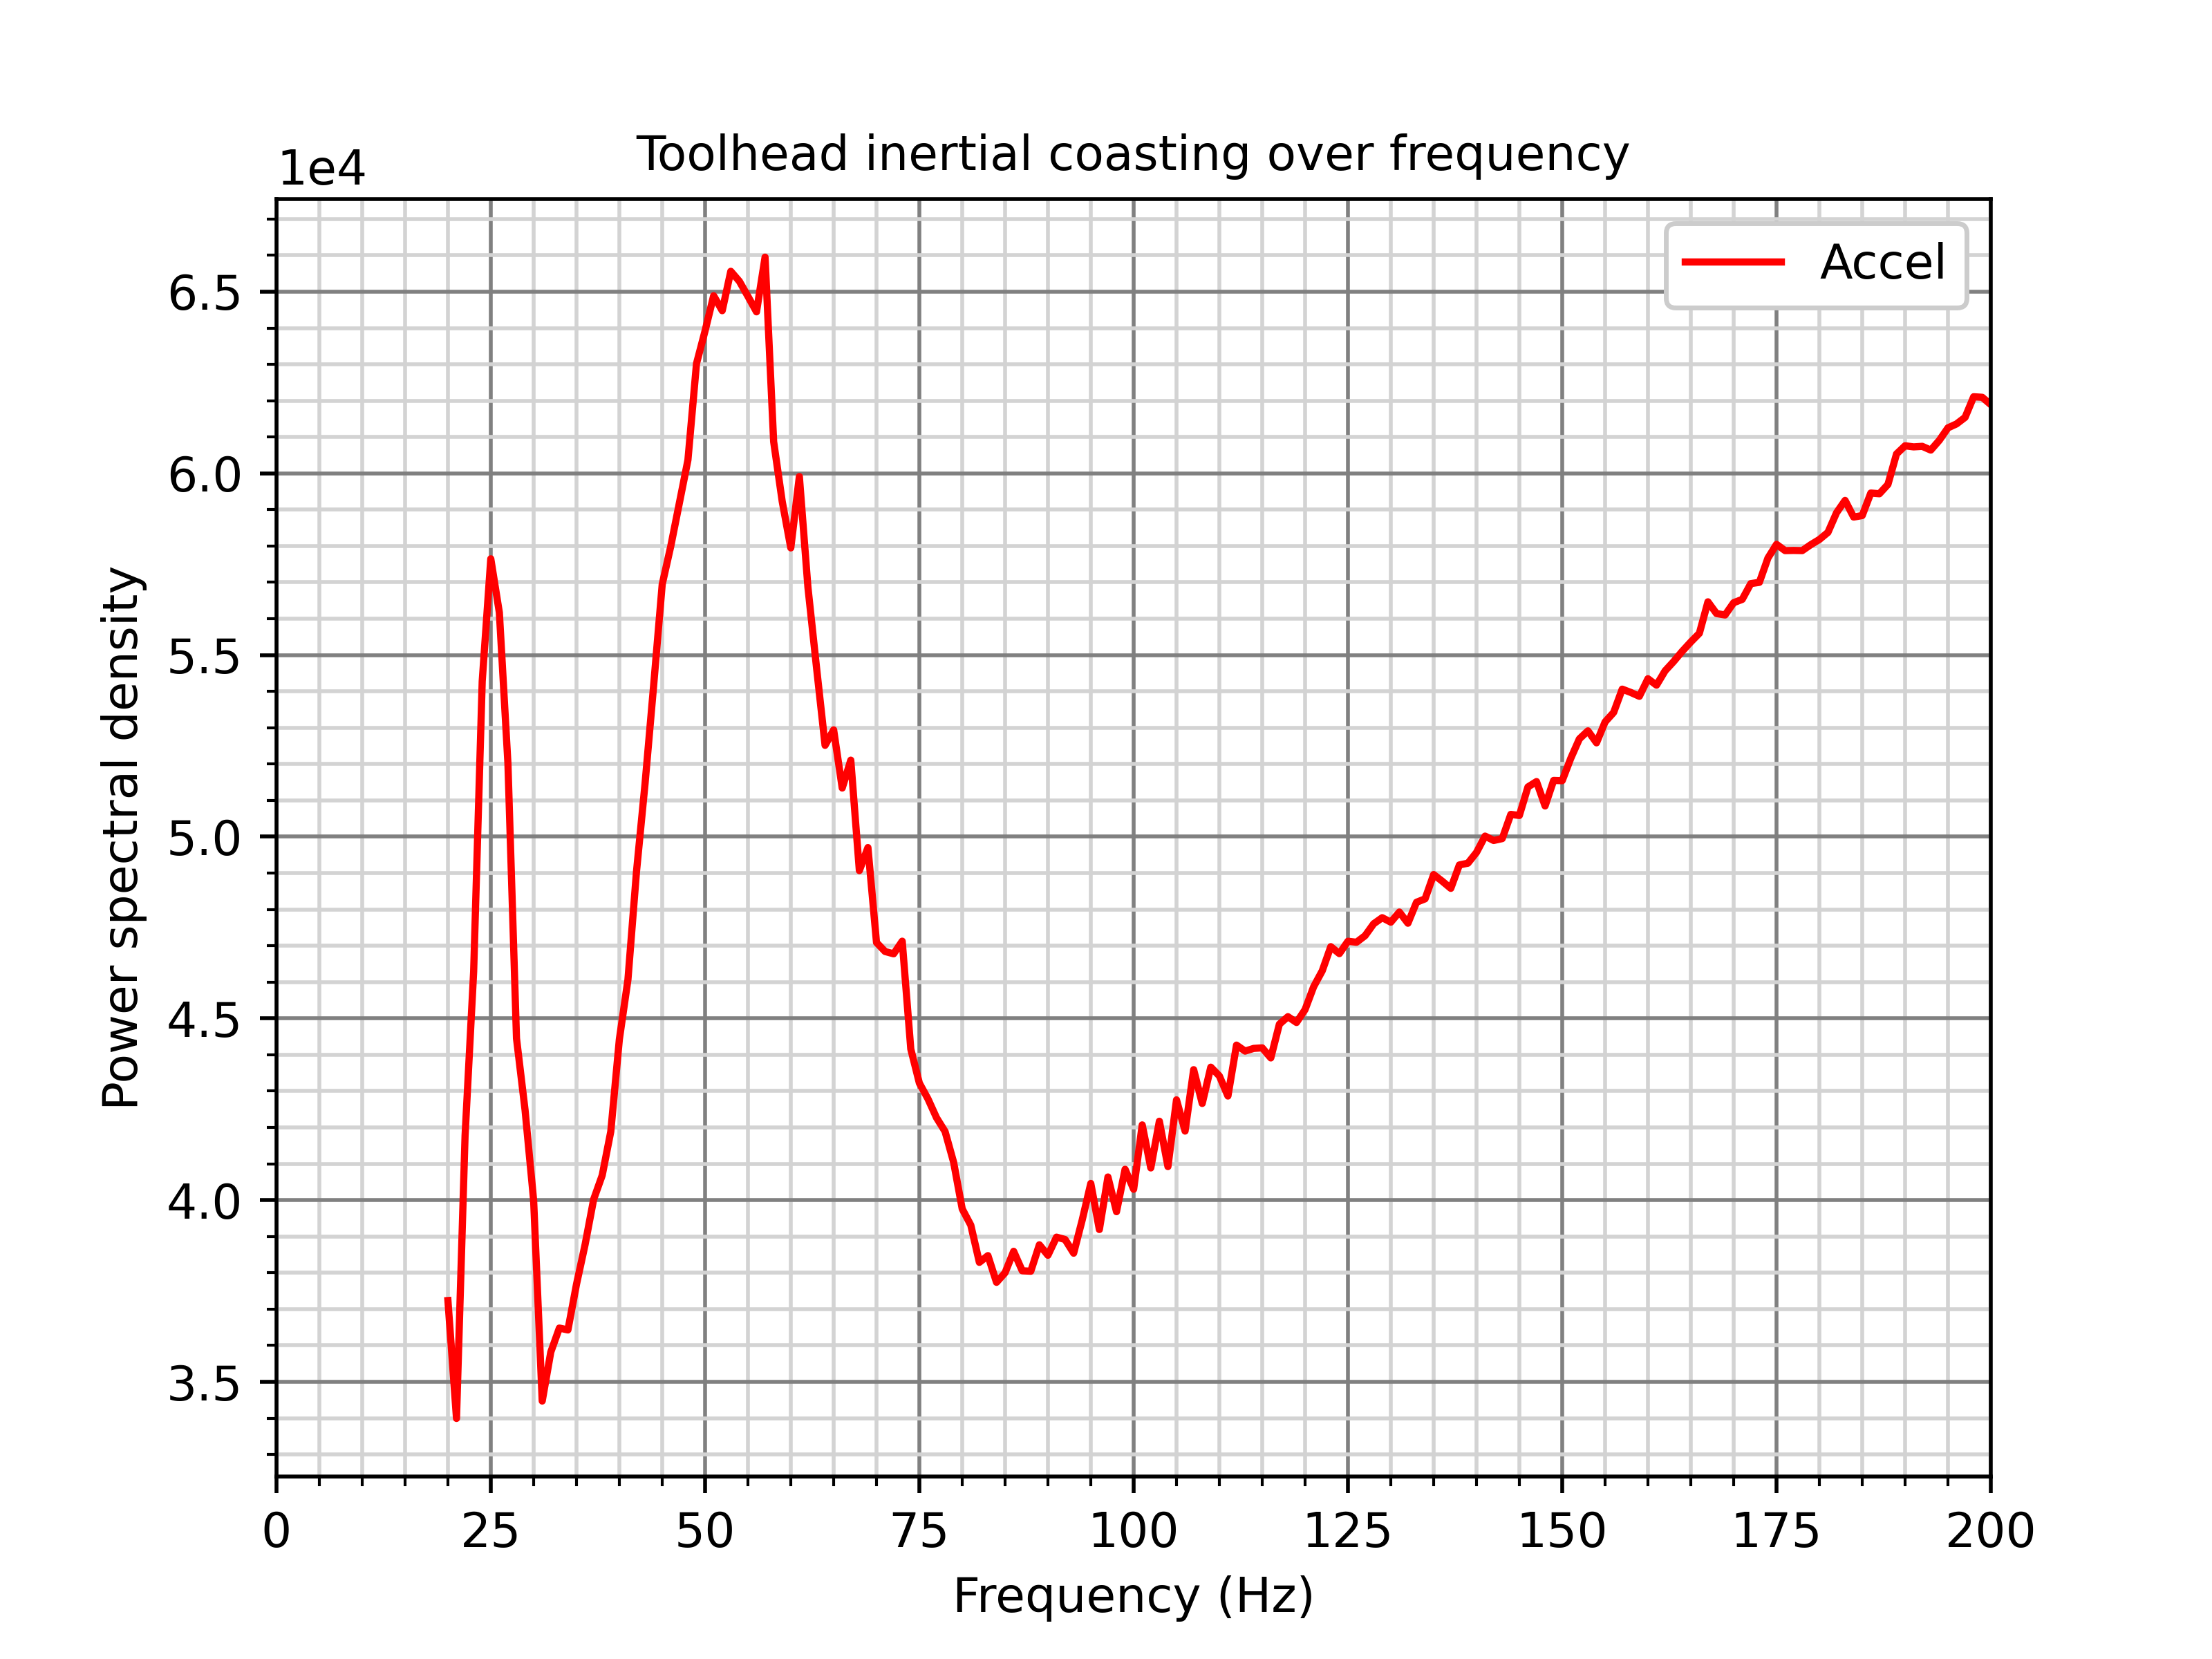 Toolhead inertial coasting over frequency
1e4
Accel
6.5
6.0
5.5
5.0
4.5
4.0
3.5
Power spectral density
0 25 50 75 100 125 150 175 200
Frequency (Hz)